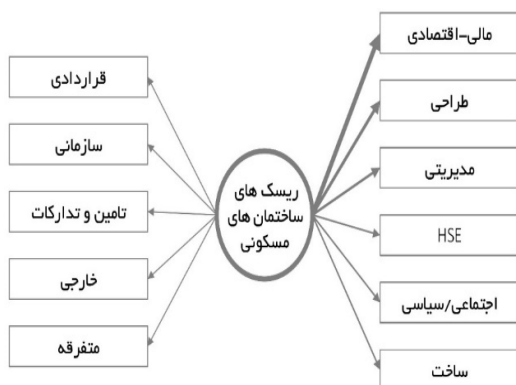 مالی-اقتصادی
طراحی
مدیریتی
HSE
اجتماعی/سیاسی
ساخت
ریسک های
ساختمان های
مسکونی
قراردادی
سازمانی
تامین و تدارکات
خارجی
متفرقه